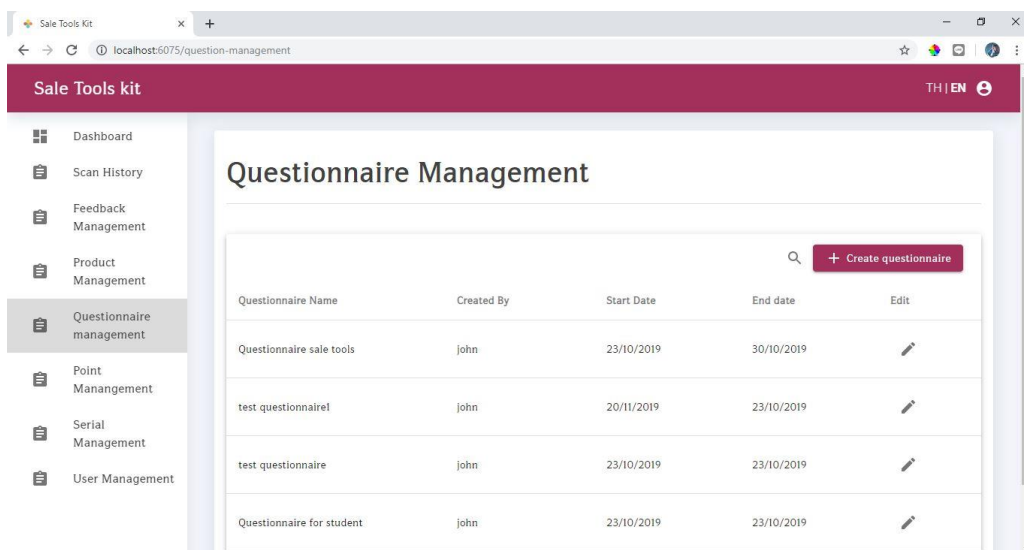 Sale Tools Kit
localhost:6075/question-management
Sale Tools kit
TH | EN
Dashboard
Scan History
Feedback
Management
Product
Management
Questionnaire
management
Point
Manangement
Serial
Management
User Management
Questionnaire Management
+ Create questionnaire
Questionnaire Name Created By Start Date End date Edit
Questionnaire sale tools john 23/10/2019 30/10/2019
test questionnaire1 john 20/11/2019 23/10/2019
test questionnaire john 23/10/2019 23/10/2019
Questionnaire for student john 23/10/2019 23/10/2019